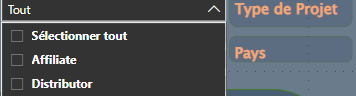 Tout
Sélectionner tout
Affiliate
Distributor
Type de Projet
Pays